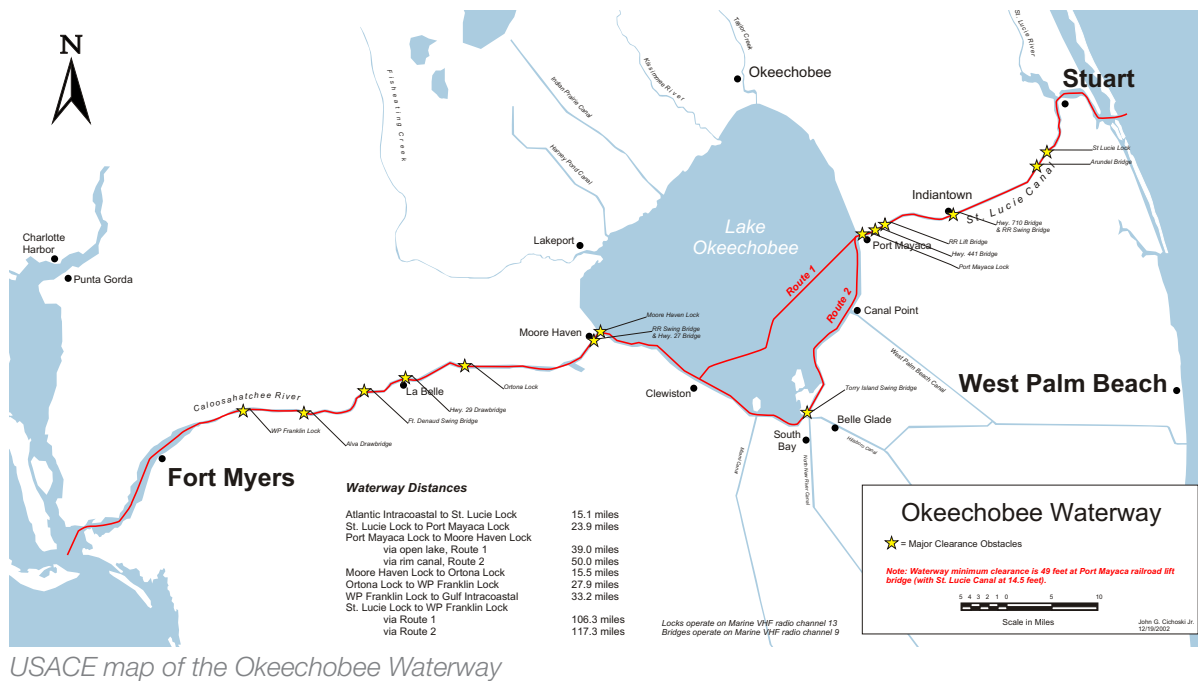 N
Fisheating Creek
Indian Prairie Canal
Harney Pond Canal
Kissimmee River
Taylor Creek
Okeechobee
St. Lucie River
Stuart
St Lucie Lock
Arundel Bridge
St. Lucie Canal
Indiantown
Hwy. 710 Bridge
& RR Swing Bridge
RR Lift Bridge
Hwy. 441 Bridge
Port Mayaca Lock
Port Mayaca
Lake
Okeechobee
Lakeport
Charlotte
Harbor
Punta Gorda
Route 1
Route 2
Canal Point
Moore Haven Lock
RR Swing Bridge
& Hwy. 27 Bridge
Moore Haven
Ortona Lock
La Belle
Hwy. 29 Drawbridge
Ft. Denaud Swing Bridge
Caloosahatchee River
WP Franklin Lock
Alva Drawbridge
Fort Myers
Clewiston
West Palm Beach Canal
West Palm Beach
Torry Island Swing Bridge
Belle Glade
South
Bay
Miami Canal
North New River Canal
Hillsboro canal
Waterway Distances
Atlantic Intracoastal to St. Lucie Lock 15.1 miles
St. Lucie Lock to Port Mayaca Lock 23.9 miles
Port Mayaca Lock to Moore Haven Lock
via open lake, Route 1 39.0 miles
via rim canal, Route 2 50.0 miles
Moore Haven Lock to Ortona Lock 15.5 miles
Ortona Lock to WP Franklin Lock 27.9 miles
WP Franklin Lock to Gulf Intracoastal 33.2 miles
St. Lucie Lock to WP Franklin Lock
via Route 1 106.3 miles
via Route 2 117.3 miles
Locks operate on Marine VHF radio channel 13
Bridges operate on Marine VHF radio channel 9
Okeechobee Waterway
= Major Clearance Obstacles
Note: Waterway minimum clearance is 49 feet at Port Mayaca railroad lift
bridge (with St. Lucie Canal at 14.5 feet).
5 4 3 2 1 0 5 10
Scale in Miles
John G. Cichoski Jr.
12/19/2002
USACE map of the Okeechobee Waterway